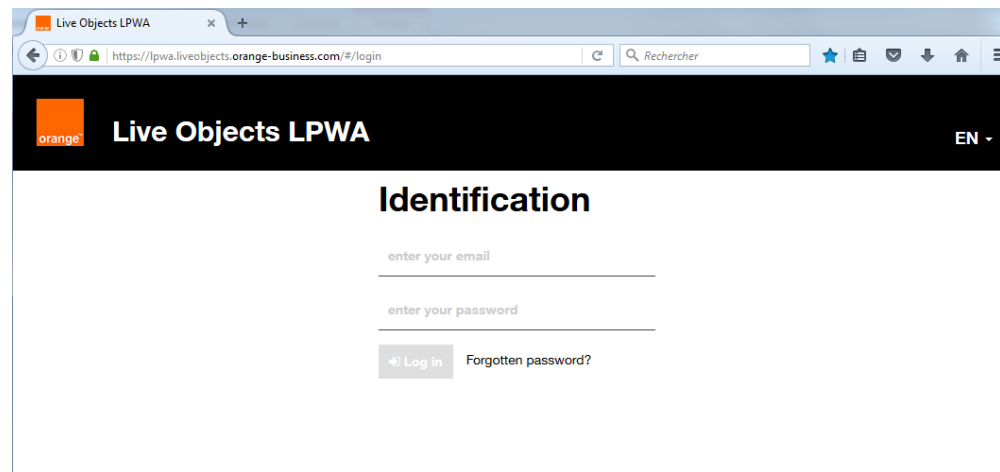 Live Objects LPWA
https://lpwa.liveobjects.orange-business.com/#/login
Rechercher
orange™
Live Objects LPWA
EN
Identification
enter your email
enter your password
Log in
Forgotten password?